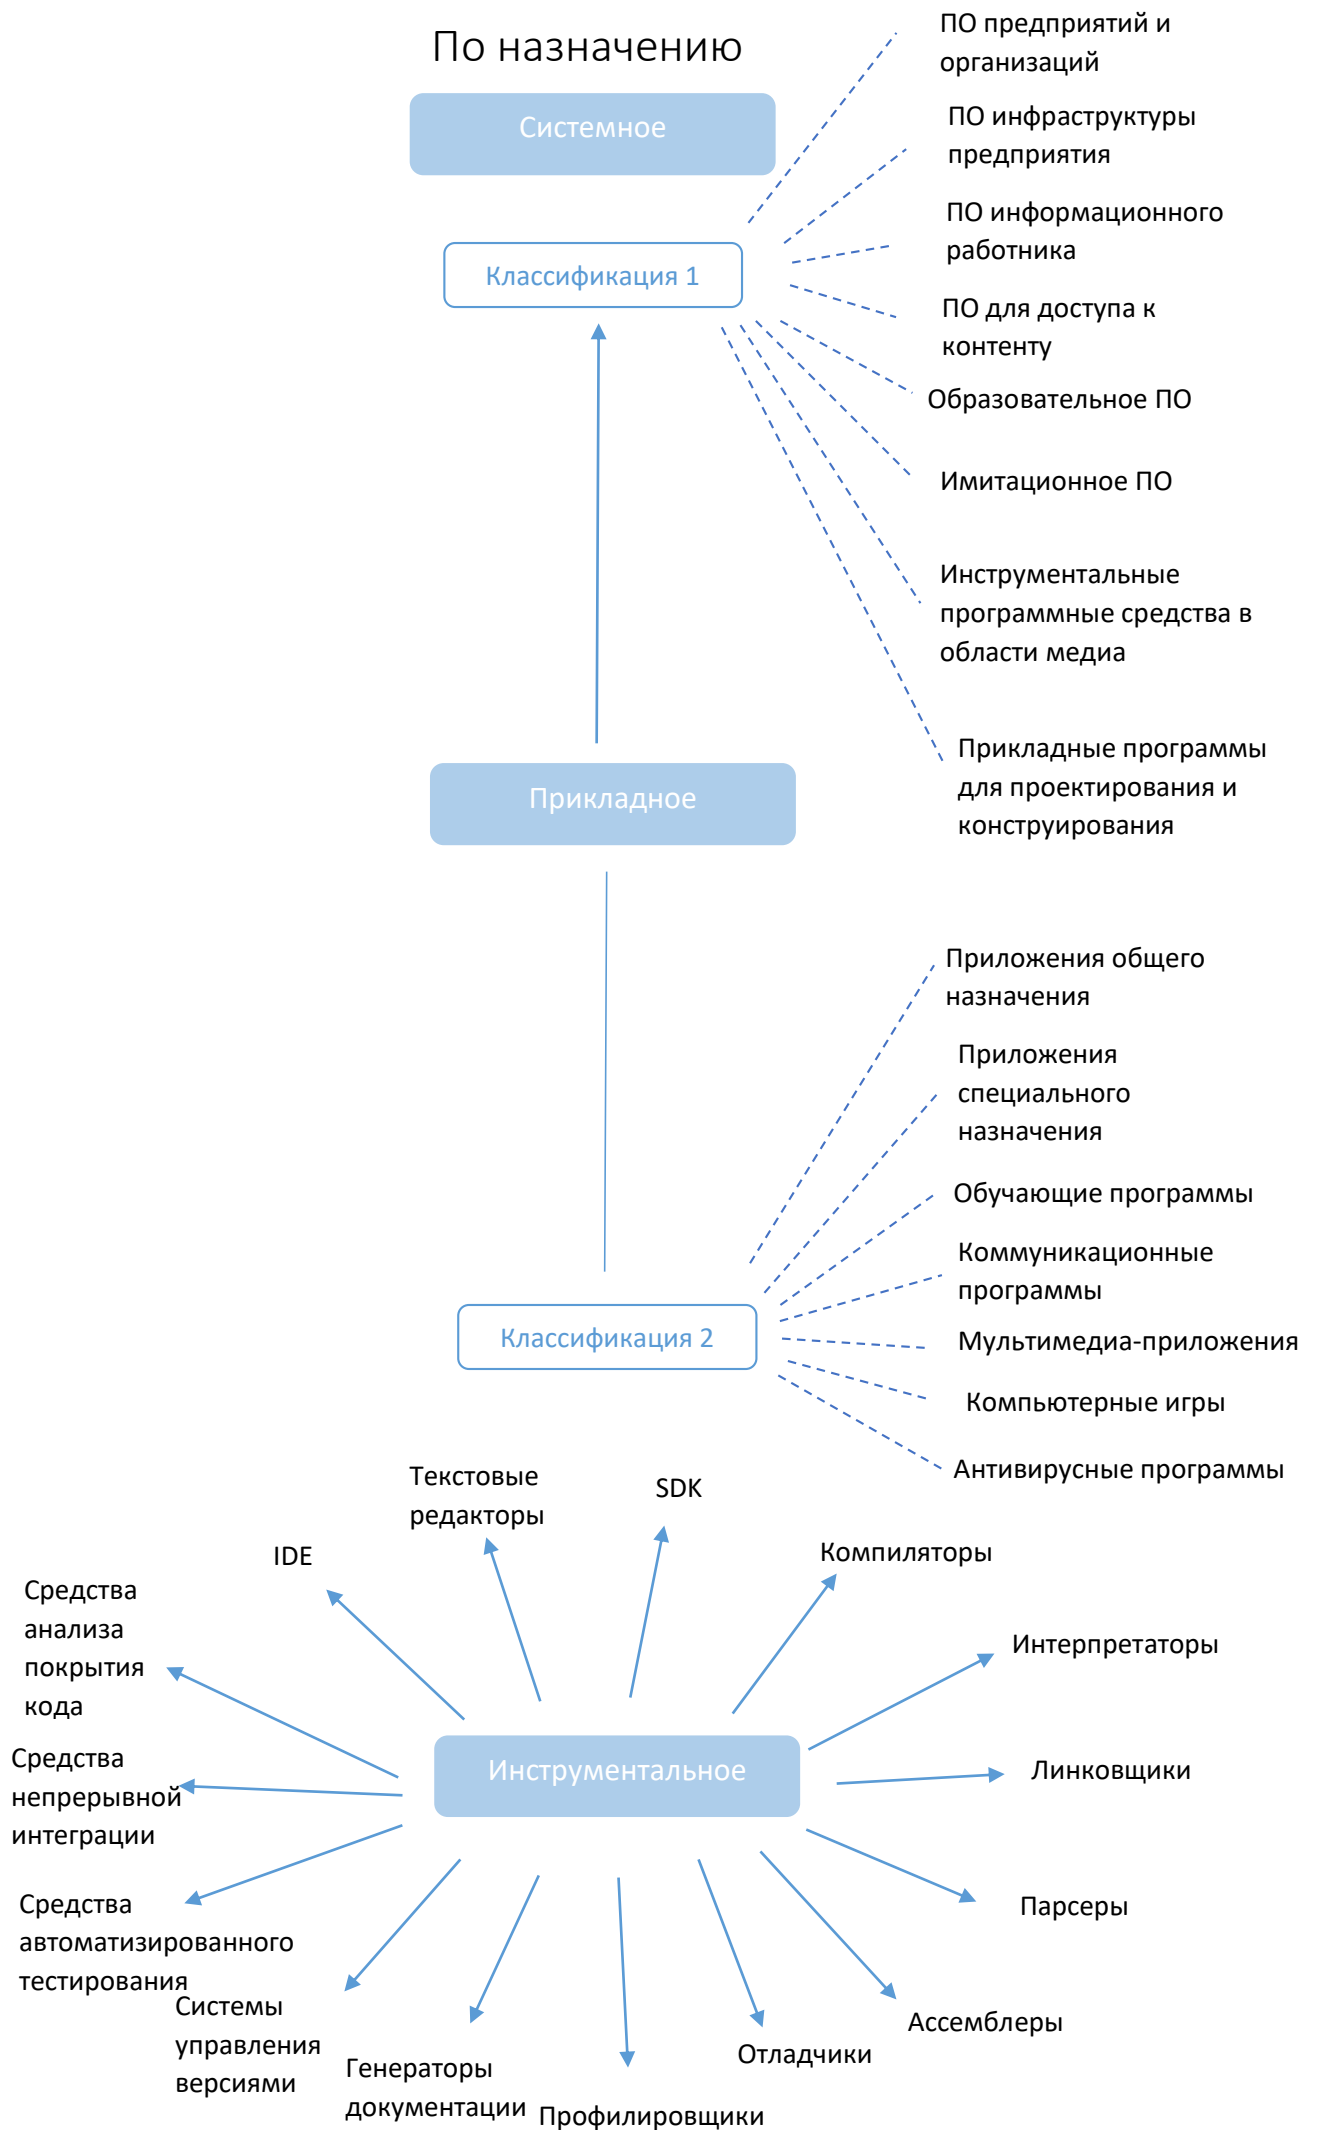 По назначению
Системное
Классификация 1
ПО предприятий и
организаций
ПО инфраструктуры
предприятия
ПО информационного
работника
ПО для доступа к
контенту
Образовательное ПО
Имитационное ПО
Инструментальные
программные средства в
области медиа
Прикладные программы
для проектирования и
конструирования
Прикладное
Приложения общего
назначения
Приложения
специального
назначения
Обучающие программы
Коммуникационные
программы
Мультимедиа-приложения
Компьютерные игры
Антивирусные программы
Классификация 2
Текстовые
редакторы
SDK
IDE
Компиляторы
Средства
анализа
покрытия
кода
Интерпретаторы
Средства
непрерывной
интеграции
Инструментальное
Линковщики
Средства
автоматизированного
тестирования
Парсеры
Системы
управления
версиями
Ассемблеры
Генераторы
документации
Отладчики
Профилировщики